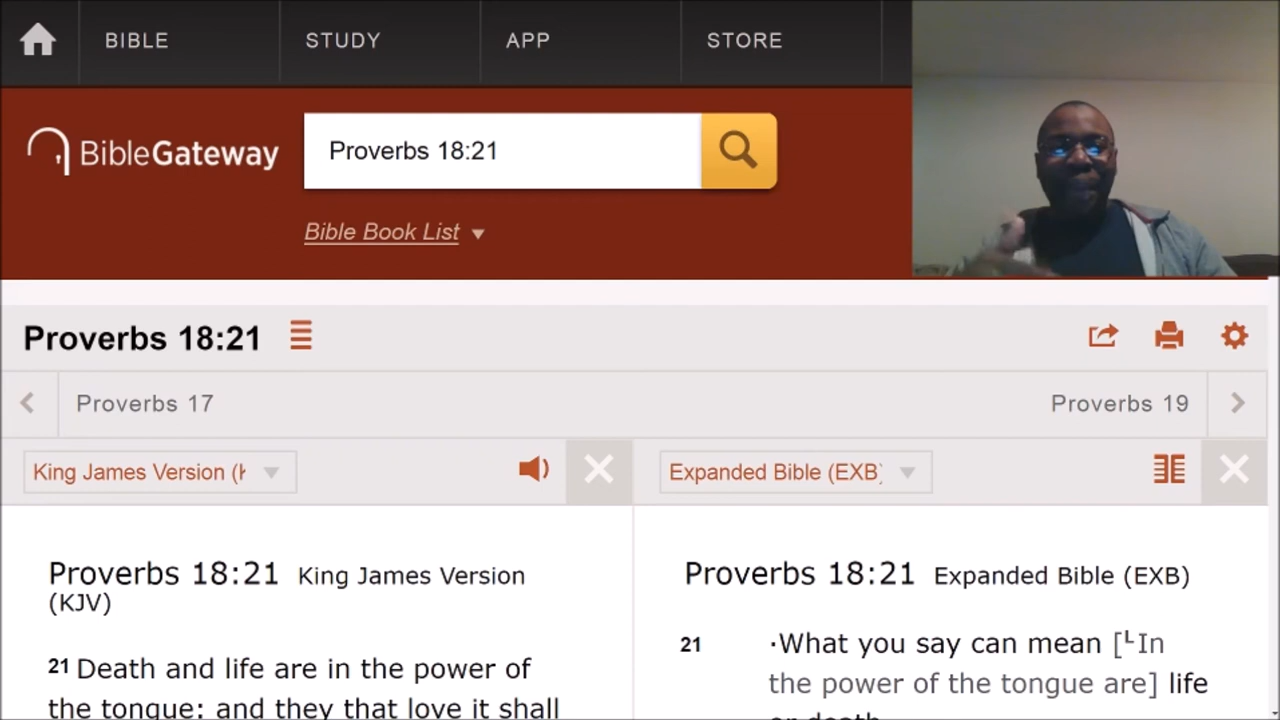 BIBLE STUDY APP STORE
BibleGateway
Proverbs 18:21
Bible Book List
Proverbs 18:21
Proverbs 17
Proverbs 19
King James Version (
Expanded Bible (EXB)
Proverbs 18:21 King James Version
(KJV)
21 Death and life are in the power of
the tongue: and they that love it shall
Proverbs 18:21 Expanded Bible (EXB)
21 ·What you say can mean [ᴸIn
the power of the tongue are] life
or death